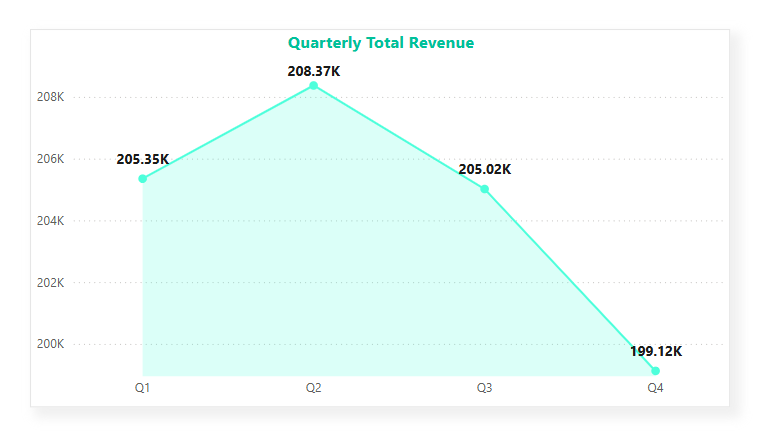 Quarterly Total Revenue
208.37K
208K
205.35K
206K
205.02K
204K
202K
199.12K
200K
Q1 Q2 Q3 Q4